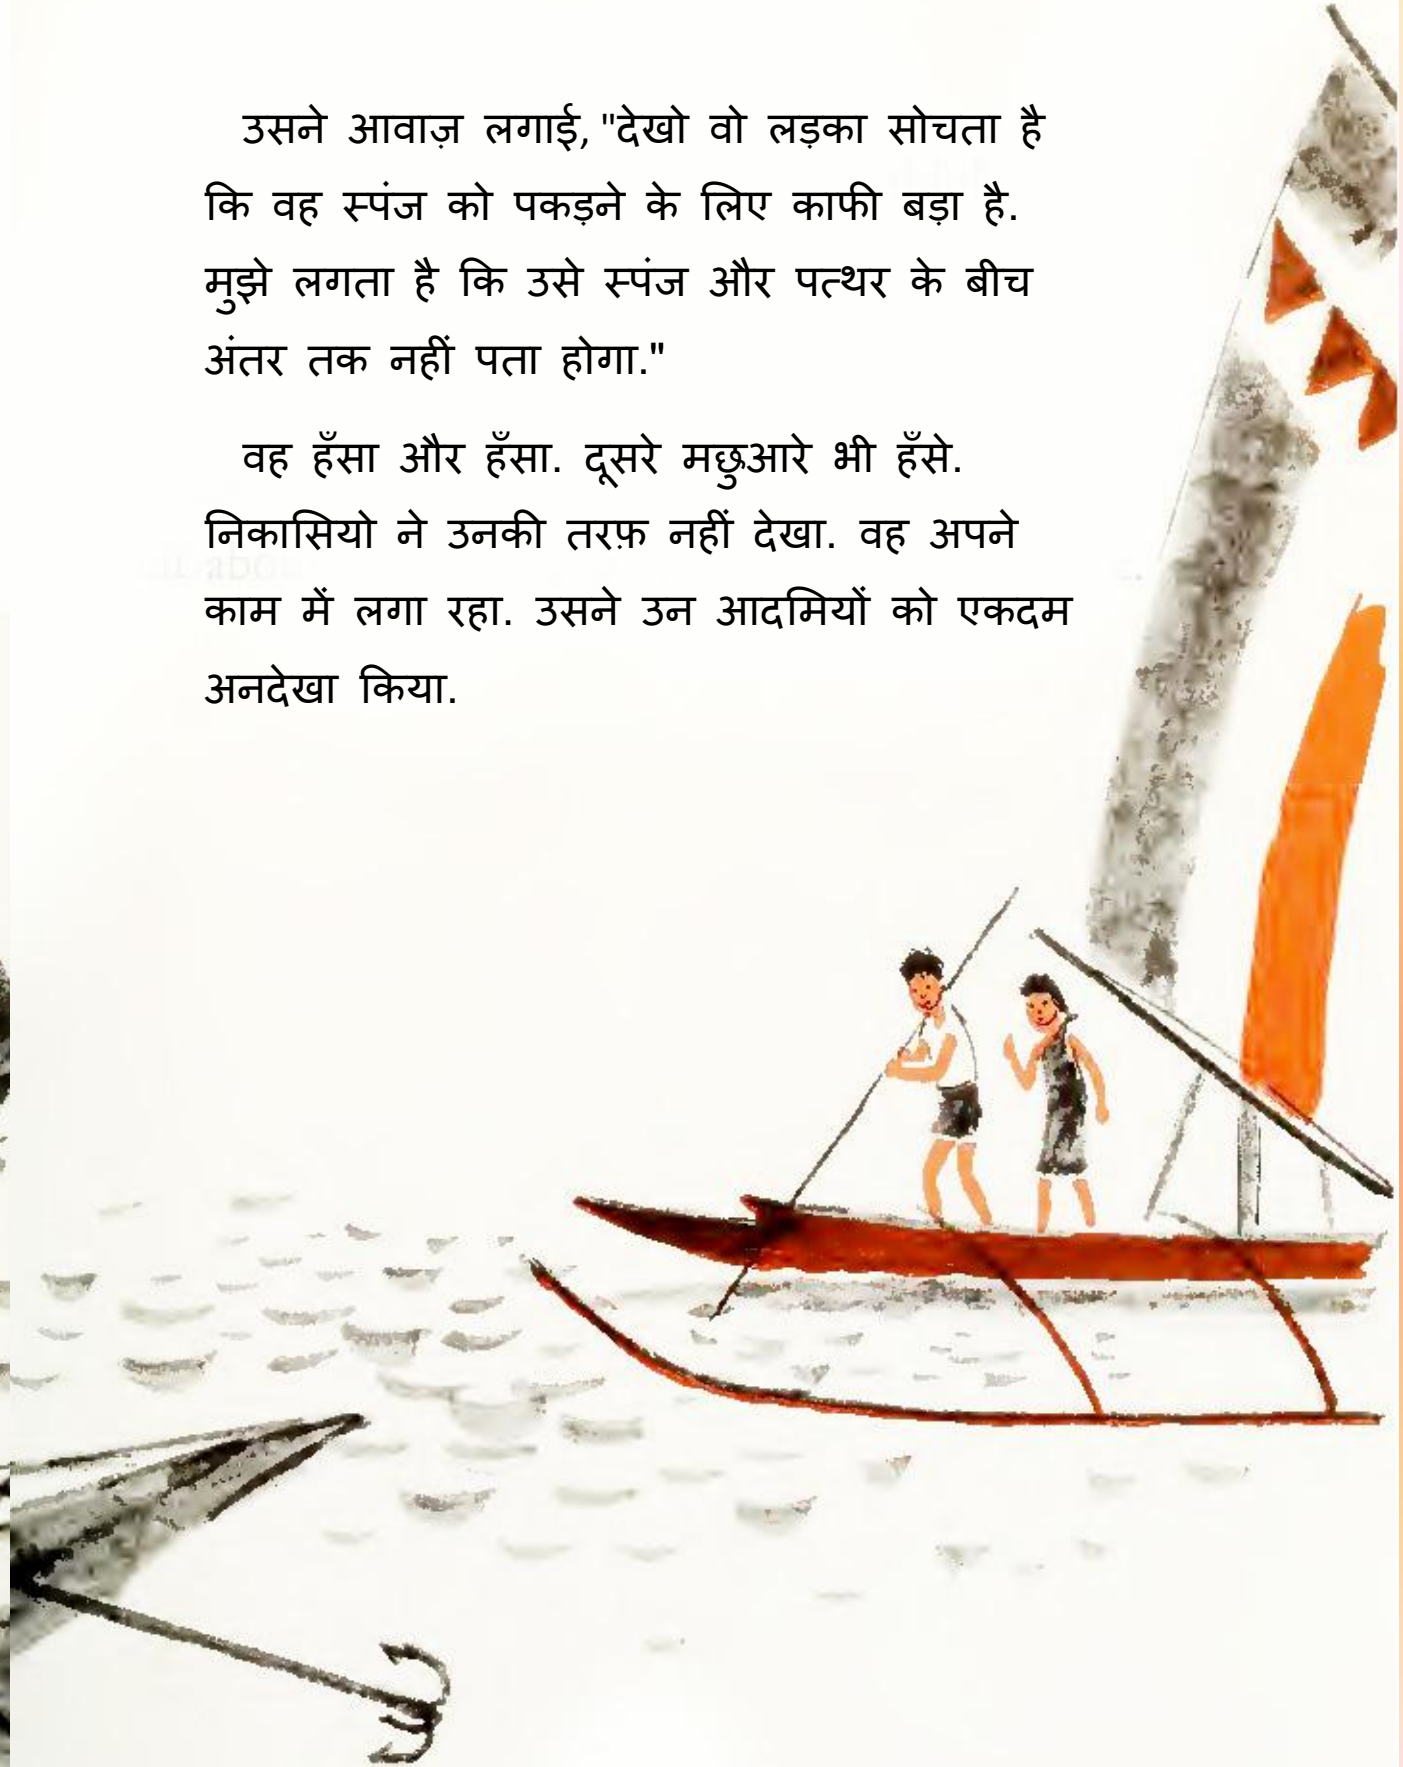 उसने आवाज़ लगाई, "देखो वो लड़का सोचता है
कि वह स्पंज को पकड़ने के लिए काफी बड़ा है.
मुझे लगता है कि उसे स्पंज और पत्थर के बीच
अंतर तक नहीं पता होगा."
वह हँसा और हँसा. दूसरे मछुआरे भी हँसे.
निकासियो ने उनकी तरफ़ नहीं देखा. वह अपने
काम में लगा रहा. उसने उन आदमियों को एकदम
अनदेखा किया.